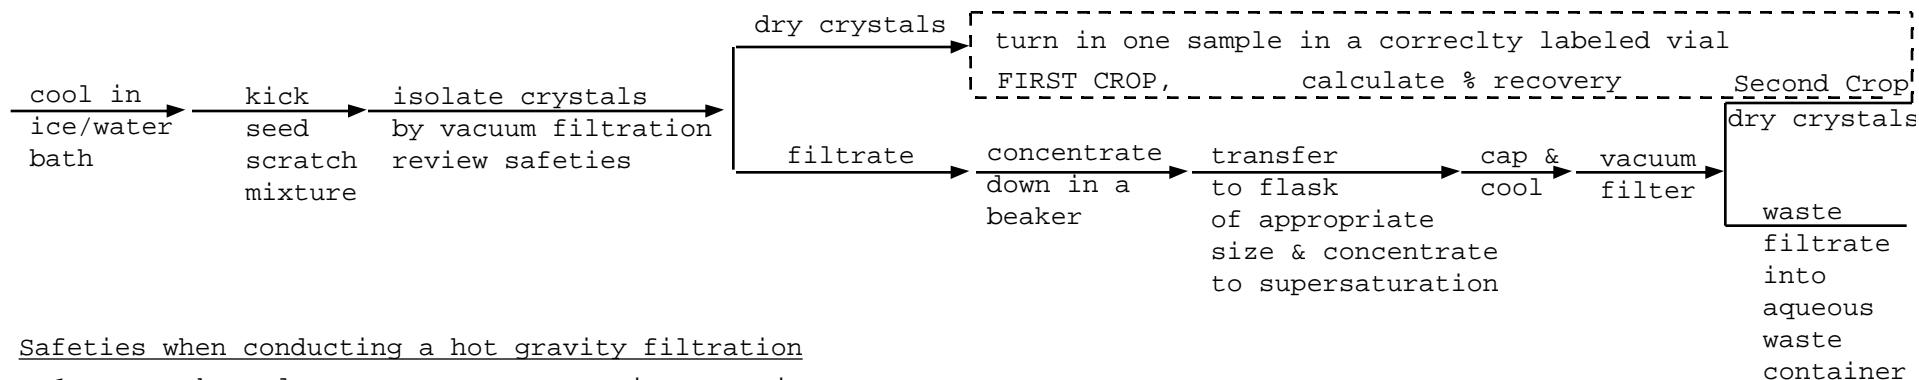 dry crystals
turn in one sample in a correclty labeled vial
FIRST CROP, calculate % recovery
cool in
ice/water
bath
kick
seed
scratch
mixture
isolate crystals
by vacuum filtration
review safeties
filtrate
concentrate
down in a
beaker
transfer
to flask
of appropriate
size & concentrate
to supersaturation
cap &
cool
vacuum
filter
Second Crop
dry crystals
waste
filtrate
into
aqueous
waste
container
Safeties when conducting a hot gravity filtration